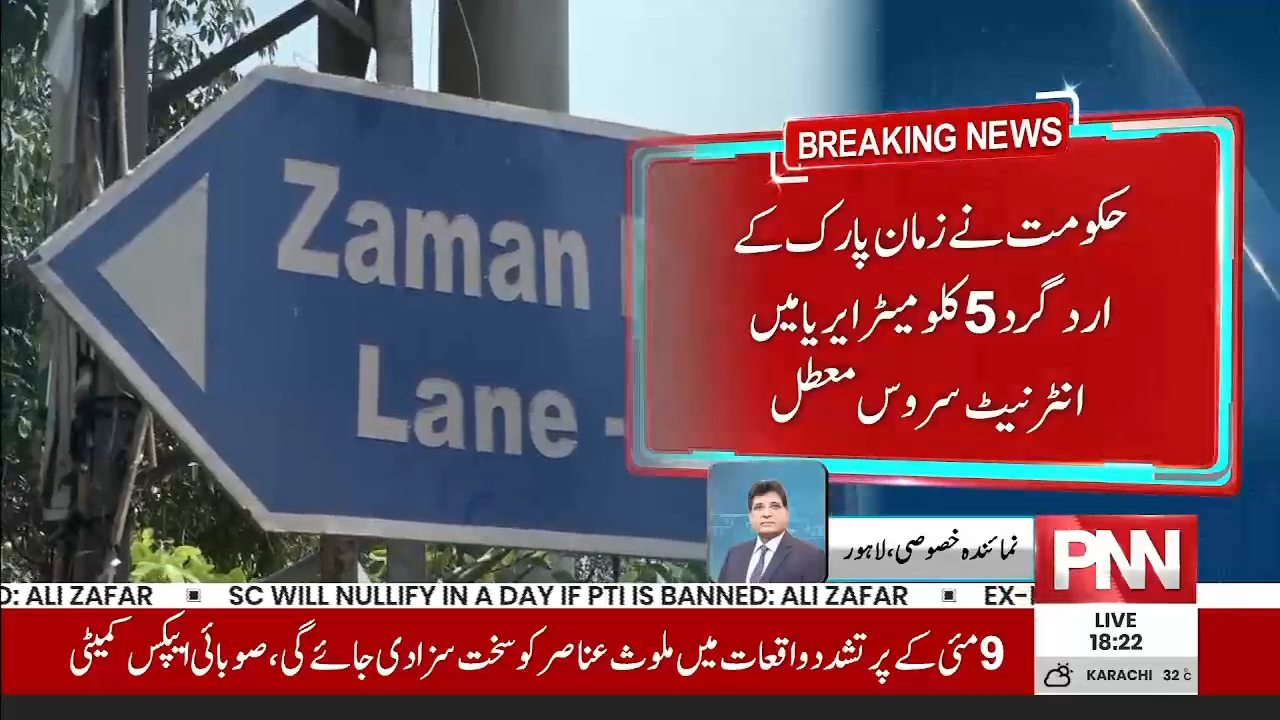 Zaman
Lane -
BREAKING NEWS
حکومت نے زمان پارک کے
ارد گرد 5 کلو میٹر ایریا میں
انٹرنیٹ سروس معطل
نمائندہ خصوصی، لاہور
PNN
D: ALI ZAFAR ▪ SC WILL NULLIFY IN A DAY IF PTI IS BANNED: ALI ZAFAR ▪ EX-
LIVE
18:22
KARACHI 32°C
9 مئی کے پر تشدد واقعات میں ملوث عناصر کو سخت سزا دی جائے گی، صوبائی ایپکس کمیٹی